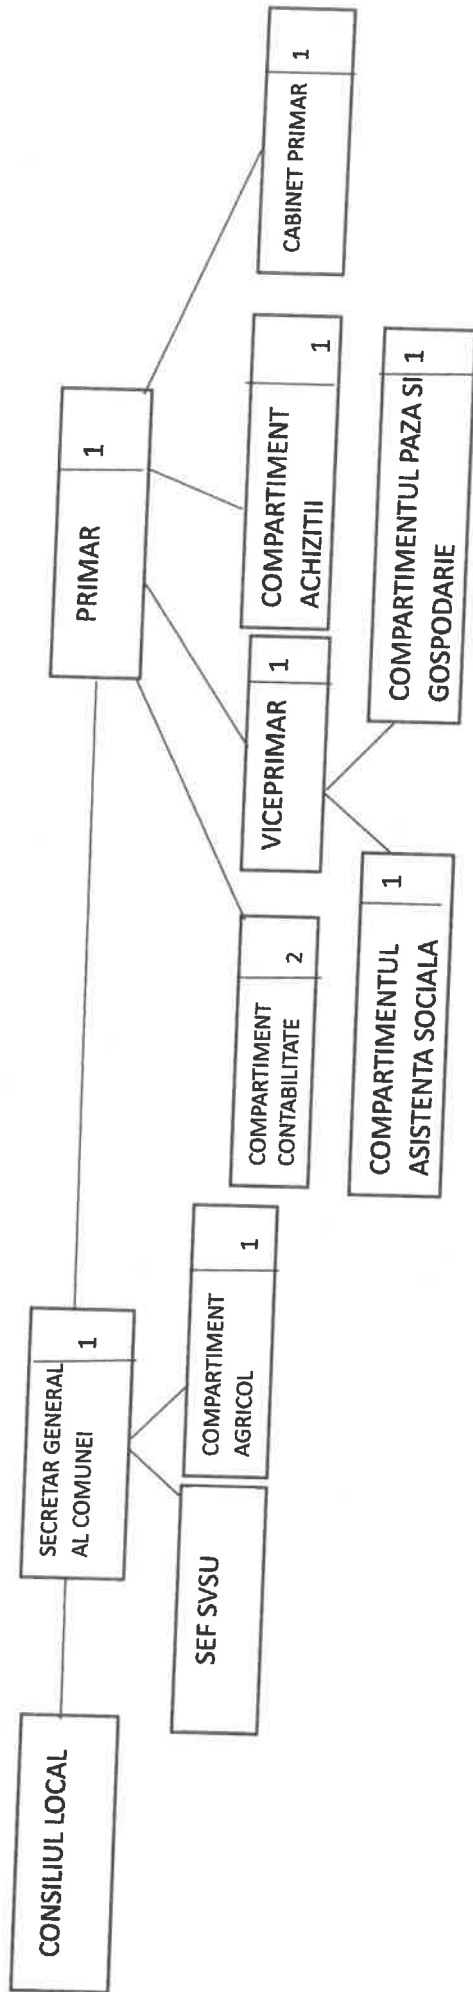 CONSILIUL LOCAL
SECRETAR GENERAL
AL COMUNEI
1
PRIMAR
1
SEF SVSU
COMPARTIMENT
AGRICOL
1
COMPARTIMENT
CONTABILITATE
2
VICEPRIMAR
1
COMPARTIMENT
ACHIZITII
1
CABINET PRIMAR
1
COMPARTIMENTUL
ASISTENTA SOCIALA
1
COMPARTIMENTUL PAZA SI
GOSPODARIE
1